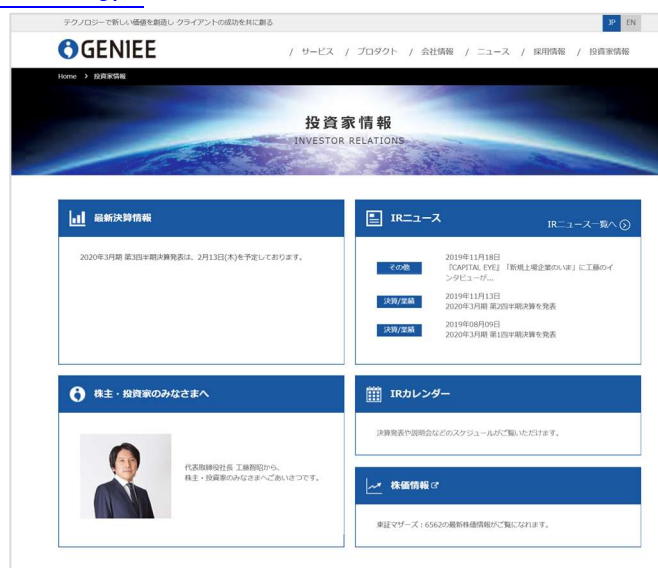 テクノロジーで新しい価値を創造し クライアントの成功を共に創る
JP EN
GENIEE
/ サービス / プロダクト / 会社情報 / ニュース / 採用情報 / 投資家情報
Home > 投資家情報
投資家情報
INVESTOR RELATIONS
最新決算情報
2020年3月期 第3四半期決算発表は、2月13日(木)を予定しております。
IRニュース
IRニュース一覧へ
その他
2019年11月18日
『CAPITAL EYE』「新規上場企業のいま」に工藤のイ
ンタビューが...
決算/業績
2019年11月13日
2020年3月期 第2四半期決算を発表
決算/業績
2019年08月09日
2020年3月期 第1四半期決算を発表
株主・投資家のみなさまへ
代表取締役社長 工藤智昭から、
株主・投資家のみなさまへごあいさつです。
IRカレンダー
決算発表や説明会などのスケジュールがご覧いただけます。
株価情報
東証マザーズ：6562の最新株価情報がご覧になれます。